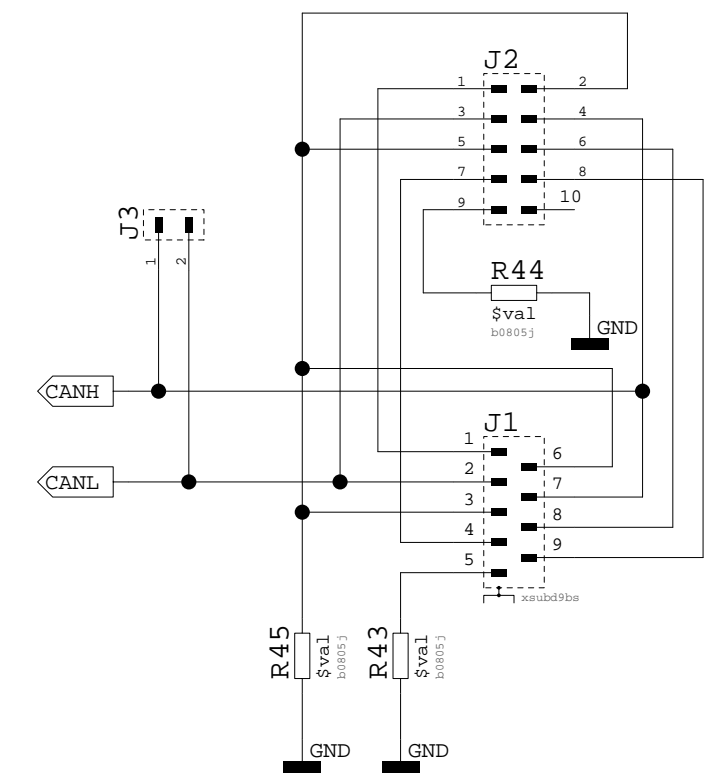 J2
1 2
3 4
5 6
7 8
9 10
J3
1 2
R44
$val
b0805j
GND
CANH
J1
1 6
2 7
CANL
3 8
4 9
5
xsubd9bs
R45 $val b0805j
R43 $val b0805j
GND GND